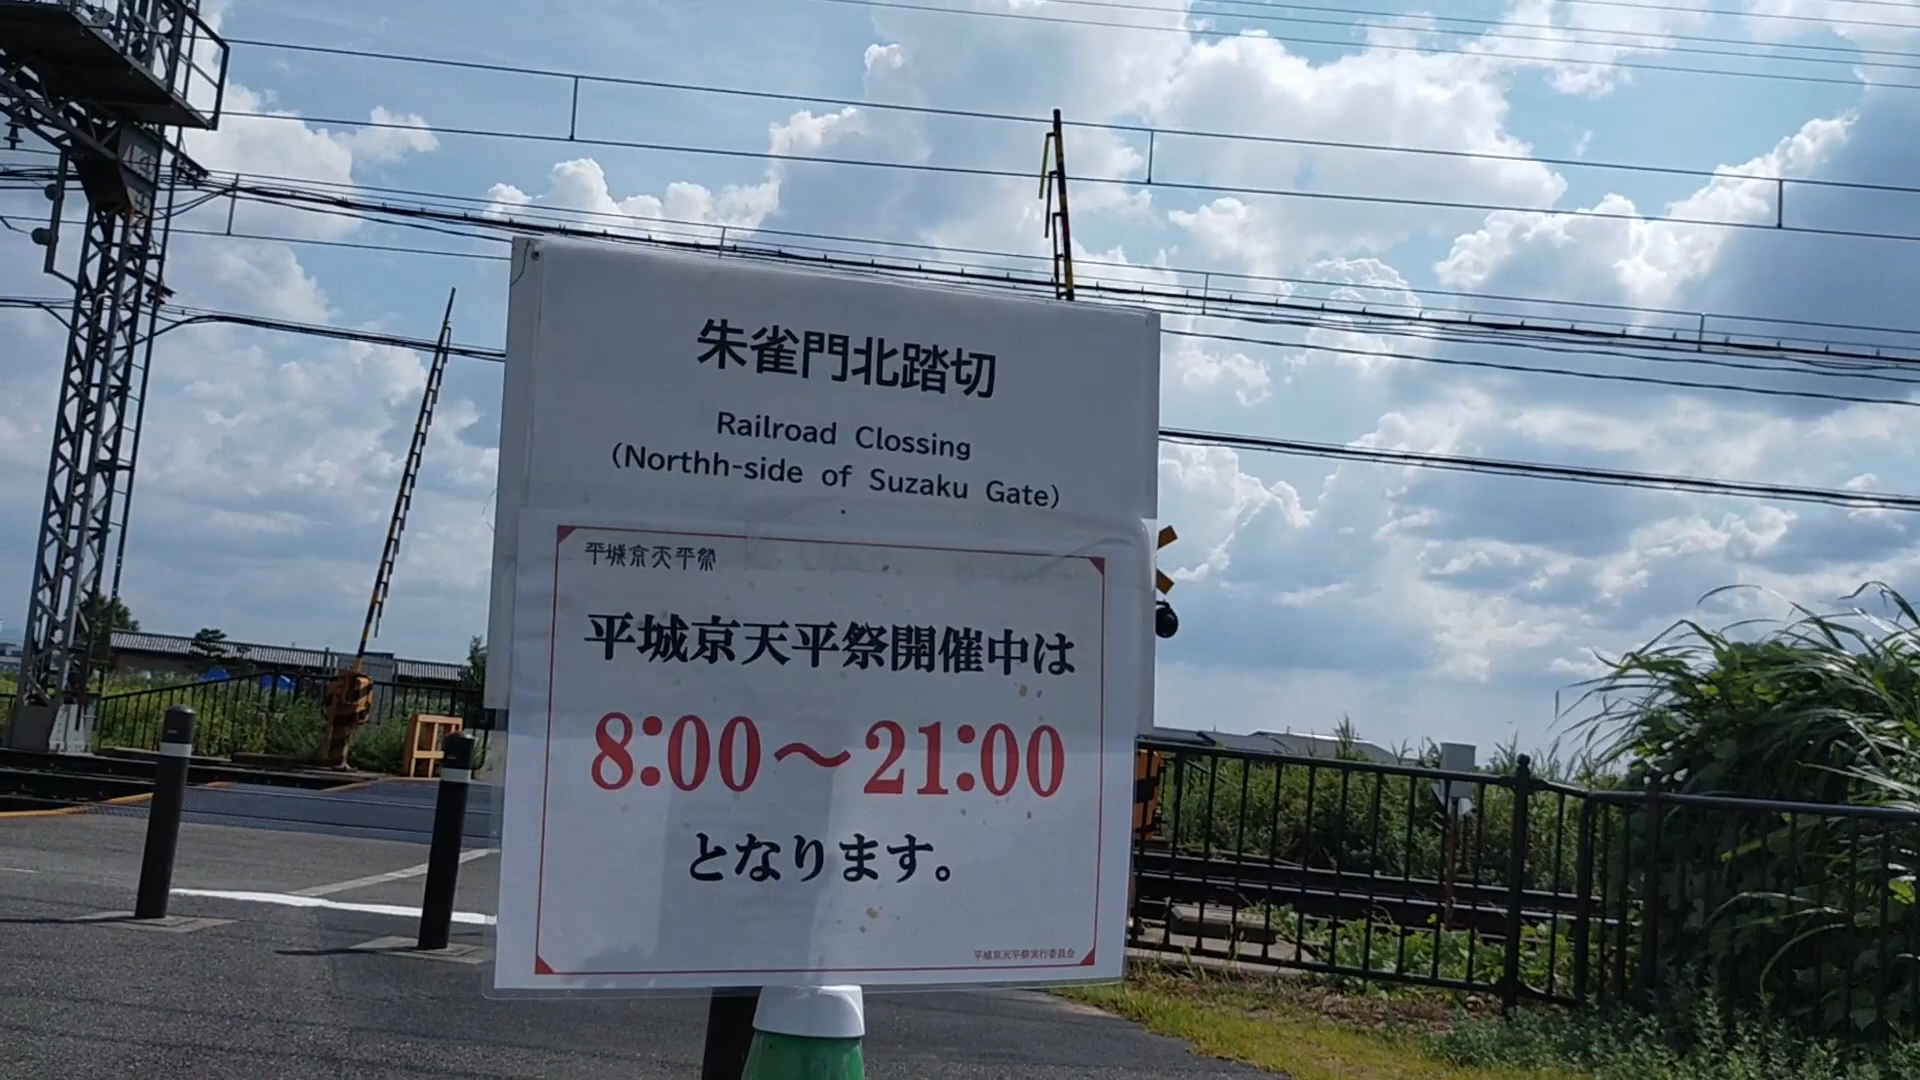 朱雀門北踏切
Railroad Clossing
(Northh-side of Suzaku Gate)
平城京天平祭
平城京天平祭開催中は
8:00～21:00
となります。
平城京天平祭実行委員会